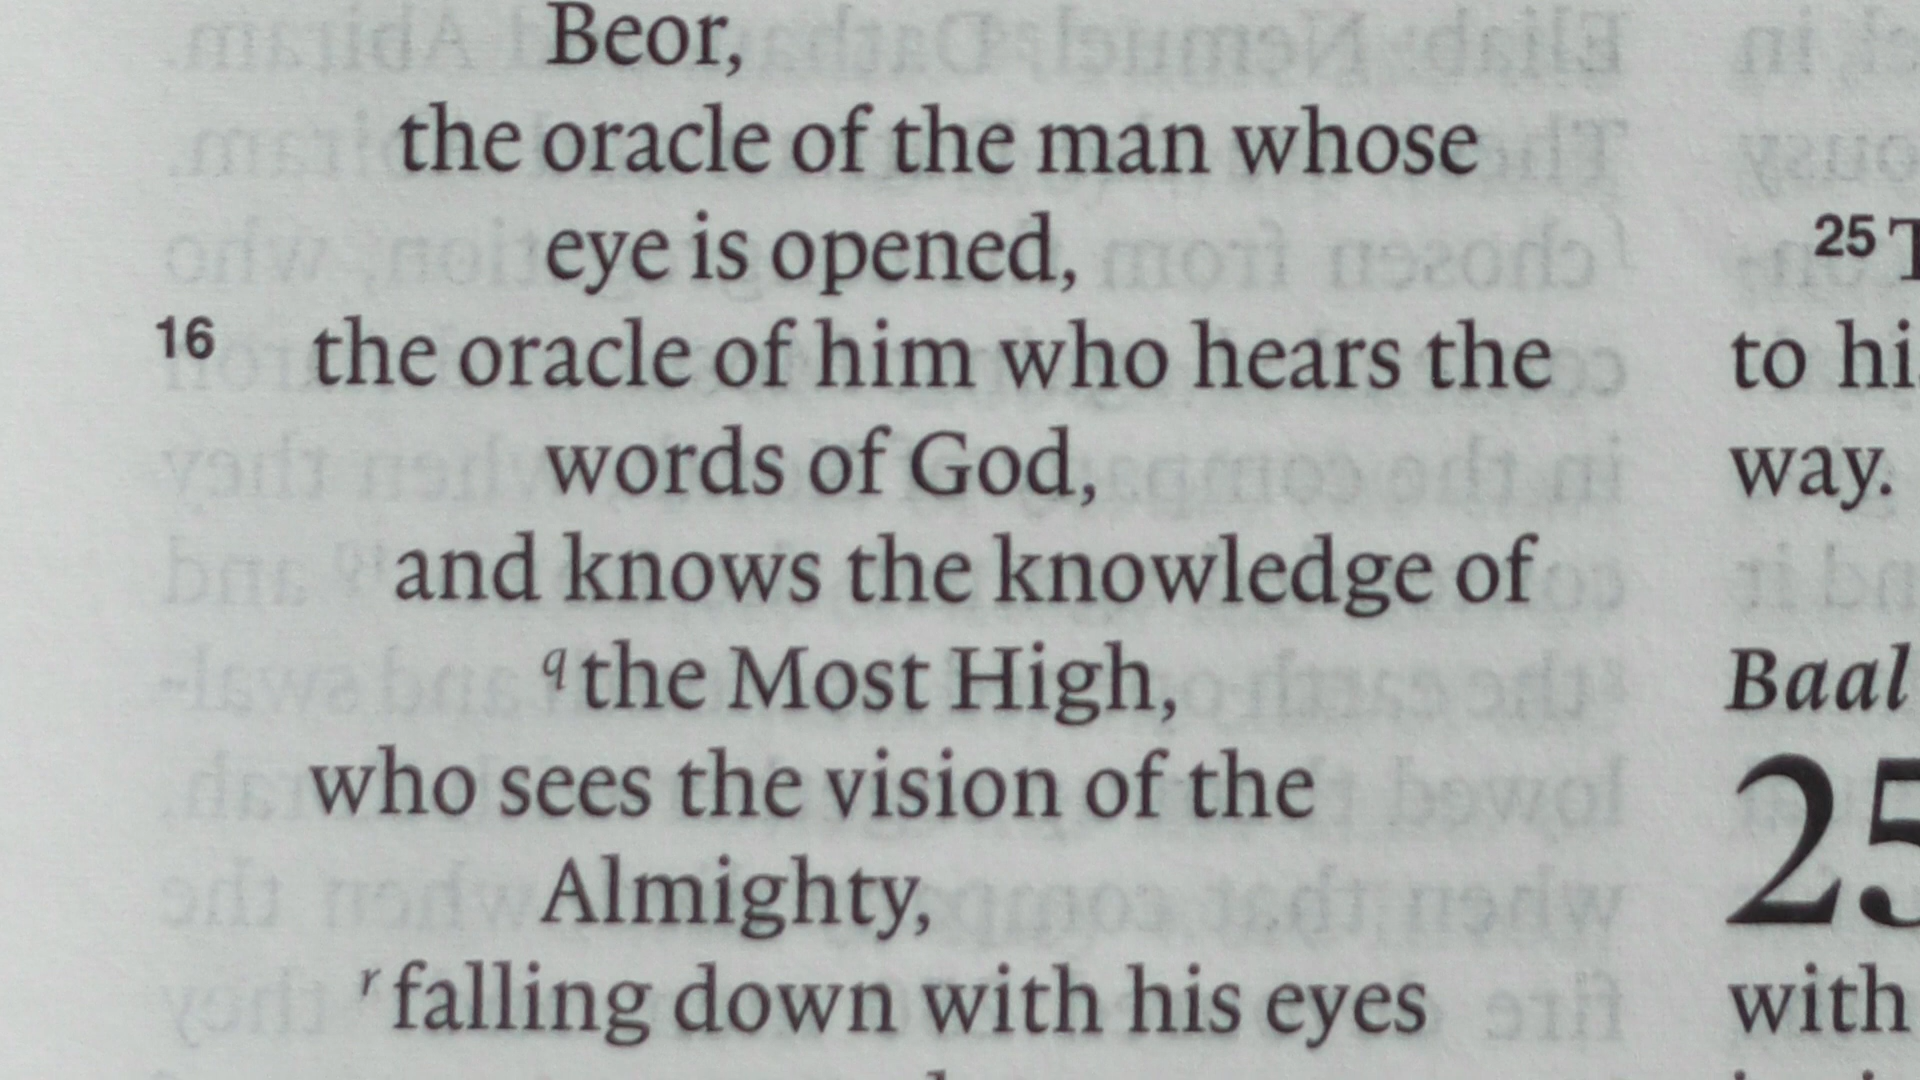 Beor,
the oracle of the man whose
eye is opened,
16 the oracle of him who hears the
words of God,
and knows the knowledge of
q the Most High,
who sees the vision of the
Almighty,
r falling down with his eyes
25
to
way.
Baal
25
with